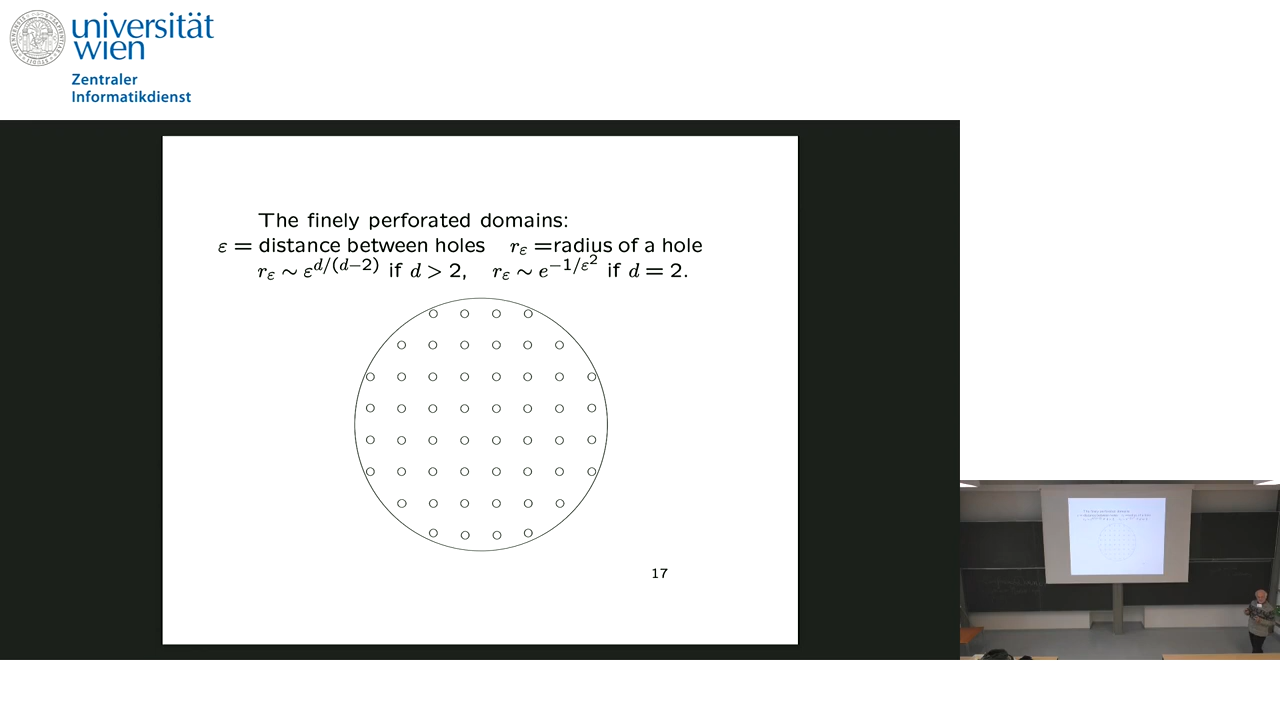 universität
wien
Zentraler
Informatikdienst
The finely perforated domains:
ε = distance between holes r_ε =radius of a hole
r_ε ∼ ε^{d/(d−2)} if d > 2, r_ε ∼ e^{−1/ε^2} if d = 2.
17